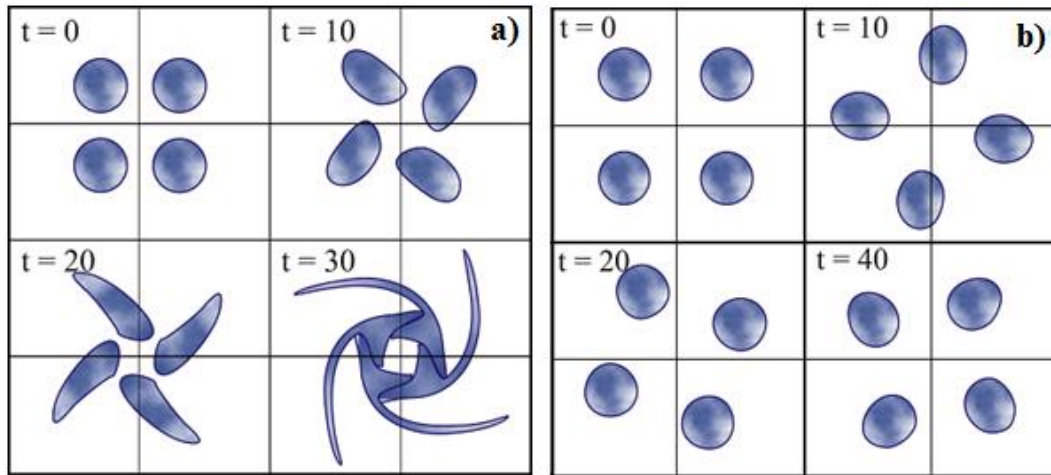 t = 0
t = 10
a)
t = 20
t = 30
t = 0
t = 10
b)
t = 20
t = 40